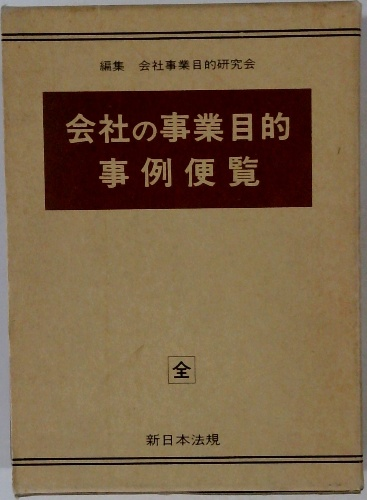 編集 会社事業目的研究会
会社の事業目的
事例便覧
全
新日本法規